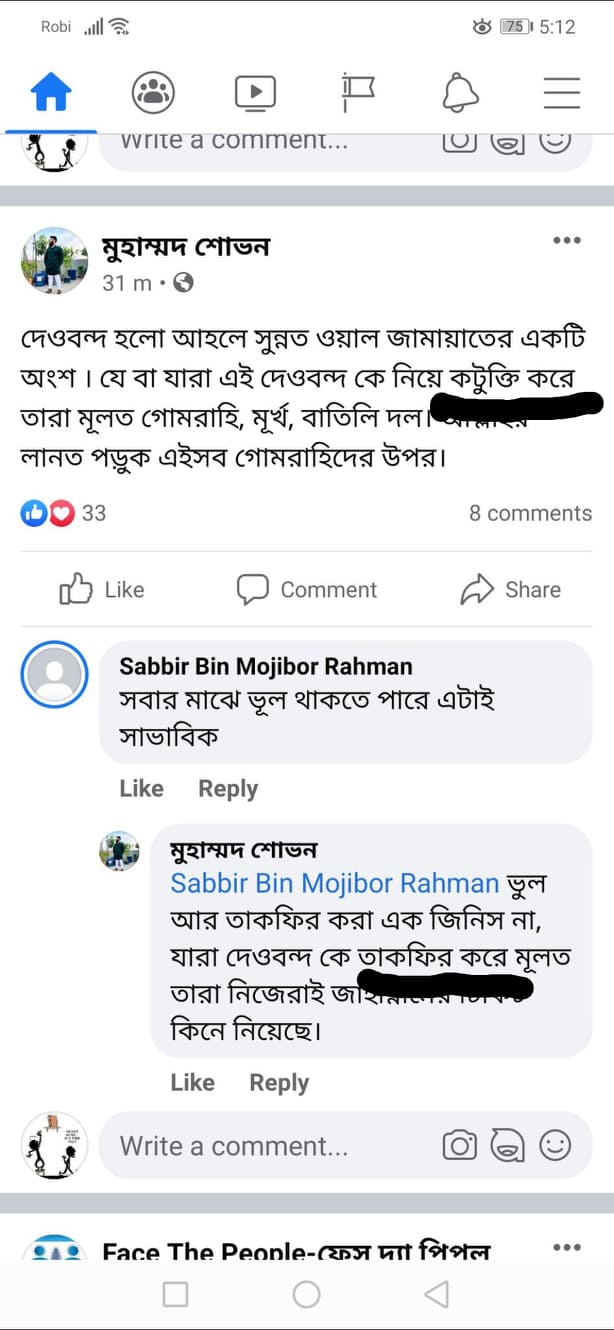 Robi 75 5:12
Write a comment...
মুহাম্মদ শোভন
31 m
দেওবন্দ হলো আহলে সুন্নত ওয়াল জামায়াতের একটি
অংশ। যে বা যারা এই দেওবন্দ কে নিয়ে কটুক্তি করে
তারা মূলত গোমরাহি, মূর্খ, বাতিলি দল।
লানত পড়ুক এইসব গোমরাহিদের উপর।
33 8 comments
Like Comment Share
Sabbir Bin Mojibor Rahman
সবার মাঝে ভূল থাকতে পারে এটাই
সাভাবিক
Like Reply
মুহাম্মদ শোভন
Sabbir Bin Mojibor Rahman ভুল
আর তাকফির করা এক জিনিস না,
যারা দেওবন্দ কে তাকফির করে মূলত
তারা নিজেরাই
কিনে নিয়েছে।
Like Reply
Write a comment...
Face The People-ফেস দ্যা পিপল